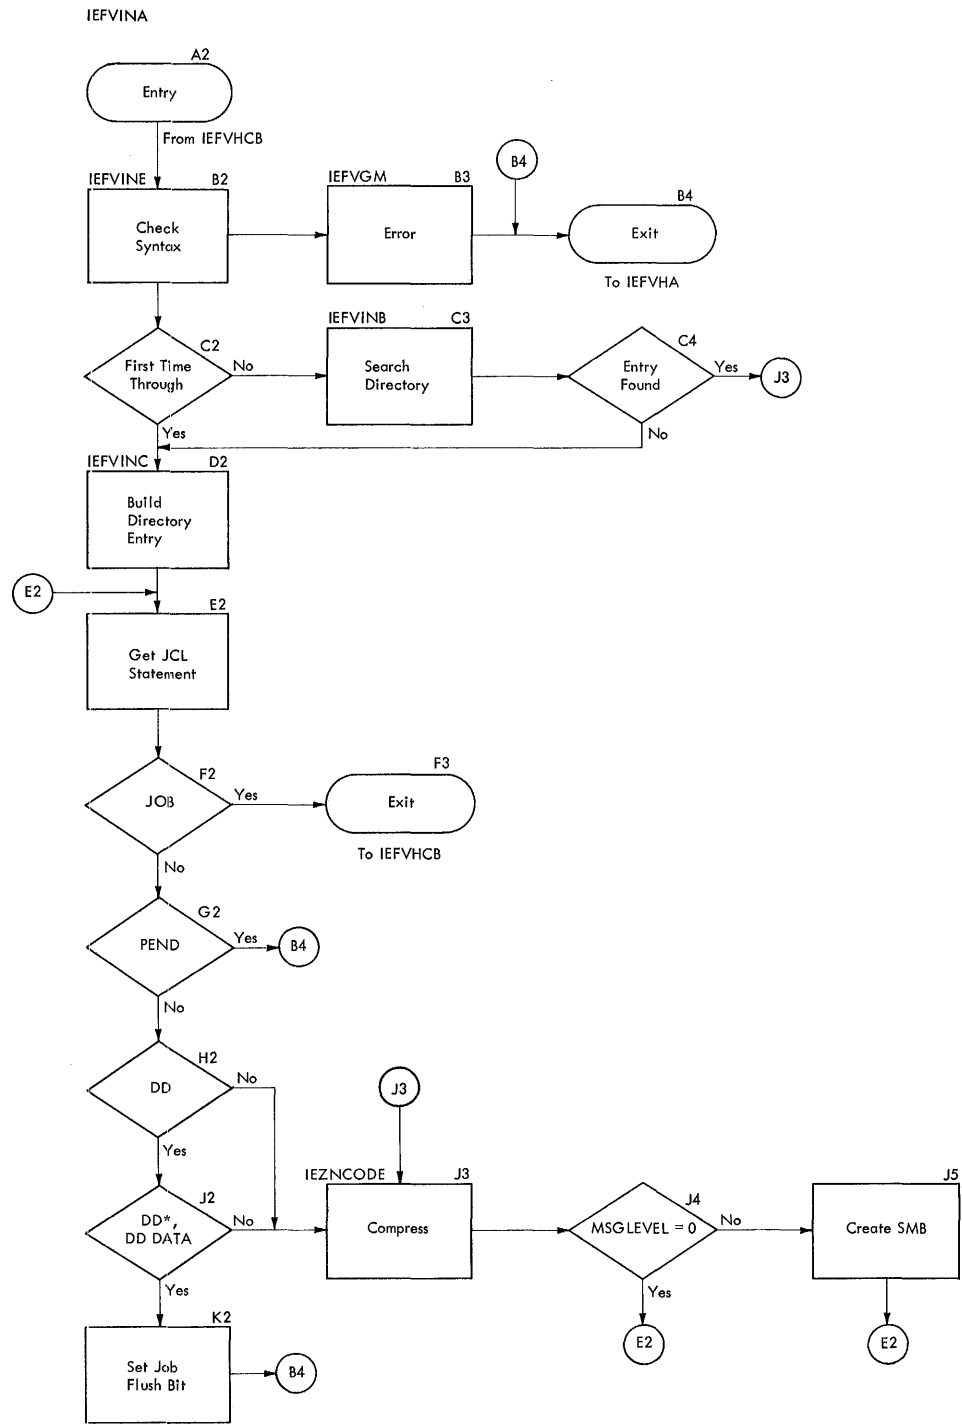 IEFVINA
A2
Entry
From IEFVHCB
B4
IEFVINE
B2
IEFVGM
B3
B4
Check
Syntax
Error
Exit
To IEFVHA
IEFVINB
C3
C2
First Time
Through
No
Search
Directory
C4
Entry
Found
Yes
J3
Yes
No
IEFVINC
D2
Build
Directory
Entry
E2
E2
Get JCL
Statement
F2
JOB
Yes
F3
Exit
To IEFVHCB
No
G2
PEND
Yes
B4
No
H2
DD
No
J3
Yes
IEZNCODE
J3
J2
DD*,
DD DATA
No
Compress
J4
MSGLEVEL = 0
No
J5
Create SMB
Yes
Yes
E2
E2
K2
Set Job
Flush Bit
B4